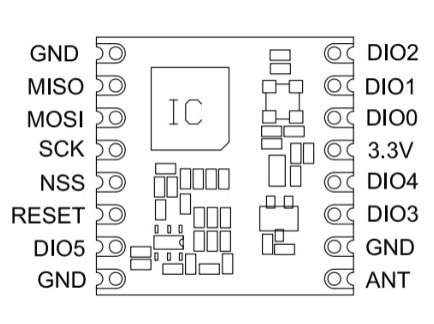 GND DIO2
MISO DIO1
MOSI DIO0
IC
SCK 3.3V
NSS DIO4
RESET DIO3
DIO5 GND
GND ANT